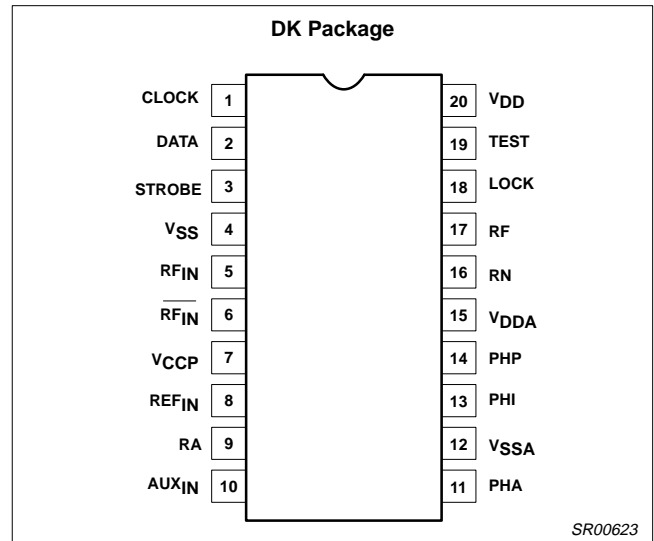 DK Package
CLOCK 1 20 VDD
DATA 2 19 TEST
STROBE 3 18 LOCK
VSS 4 17 RF
RFIN 5 16 RN
RFIN 6 15 VDDA
VCCP 7 14 PHP
REFIN 8 13 PHI
RA 9 12 VSSA
AUXIN 10 11 PHA
SR00623